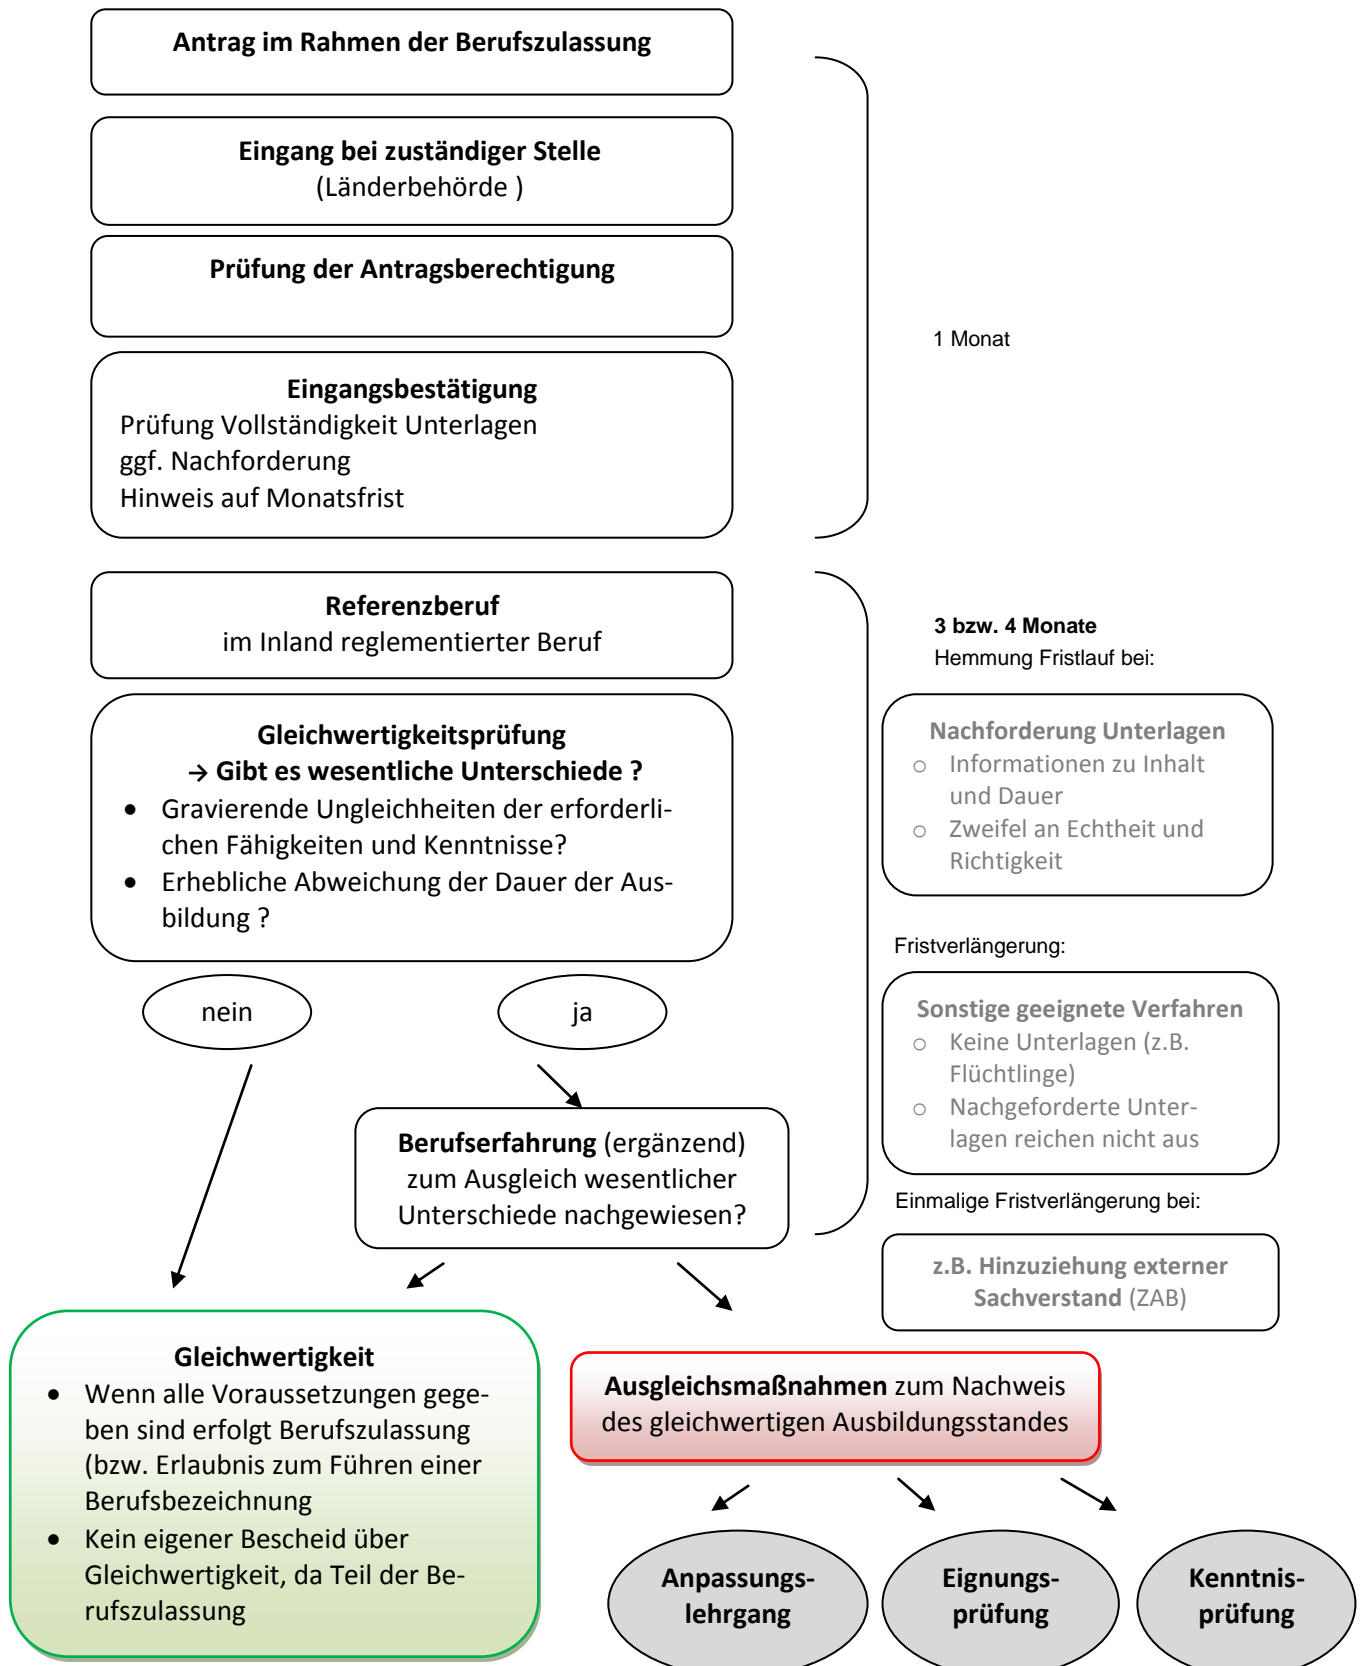 Antrag im Rahmen der Berufszulassung
Eingang bei zuständiger Stelle
(Länderbehörde )
Prüfung der Antragsberechtigung
1 Monat
Eingangsbestätigung
Prüfung Vollständigkeit Unterlagen
ggf. Nachforderung
Hinweis auf Monatsfrist
Referenzberuf
im Inland reglementierter Beruf
3 bzw. 4 Monate
Hemmung Fristlauf bei:
Gleichwertigkeitsprüfung
→ Gibt es wesentliche Unterschiede ?
• Gravierende Ungleichheiten der erforderli-
chen Fähigkeiten und Kenntnisse?
• Erhebliche Abweichung der Dauer der Aus-
bildung ?
Nachforderung Unterlagen
o Informationen zu Inhalt
und Dauer
o Zweifel an Echtheit und
Richtigkeit
Fristverlängerung:
nein
ja
Sonstige geeignete Verfahren
o Keine Unterlagen (z.B.
Flüchtlinge)
o Nachgeforderte Unter-
lagen reichen nicht aus
Berufserfahrung (ergänzend)
zum Ausgleich wesentlicher
Unterschiede nachgewiesen?
Einmalige Fristverlängerung bei:
z.B. Hinzuziehung externer
Sachverstand (ZAB)
Gleichwertigkeit
• Wenn alle Voraussetzungen gege-
ben sind erfolgt Berufszulassung
(bzw. Erlaubnis zum Führen einer
Berufsbezeichnung
• Kein eigener Bescheid über
Gleichwertigkeit, da Teil der Be-
rufszulassung
Ausgleichsmaßnahmen zum Nachweis
des gleichwertigen Ausbildungsstandes
Anpassungs-
lehrgang
Eignungs-
prüfung
Kenntnis-
prüfung